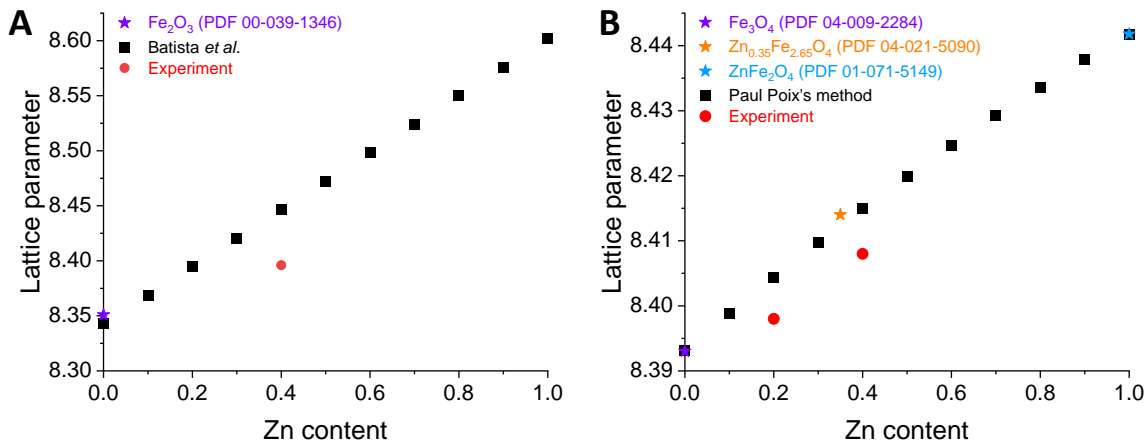 A
Fe₂O₃ (PDF 00-039-1346)
Batista et al.
Experiment
Lattice parameter
8.60
8.55
8.50
8.45
8.40
8.35
8.30
0.0 0.2 0.4 0.6 0.8 1.0
Zn content
B
Fe₃O₄ (PDF 04-009-2284)
Zn₀.₃₅Fe₂.₆₅O₄ (PDF 04-021-5090)
ZnFe₂O₄ (PDF 01-071-5149)
Paul Poix's method
Experiment
Lattice parameter
8.44
8.43
8.42
8.41
8.40
8.39
0.0 0.2 0.4 0.6 0.8 1.0
Zn content